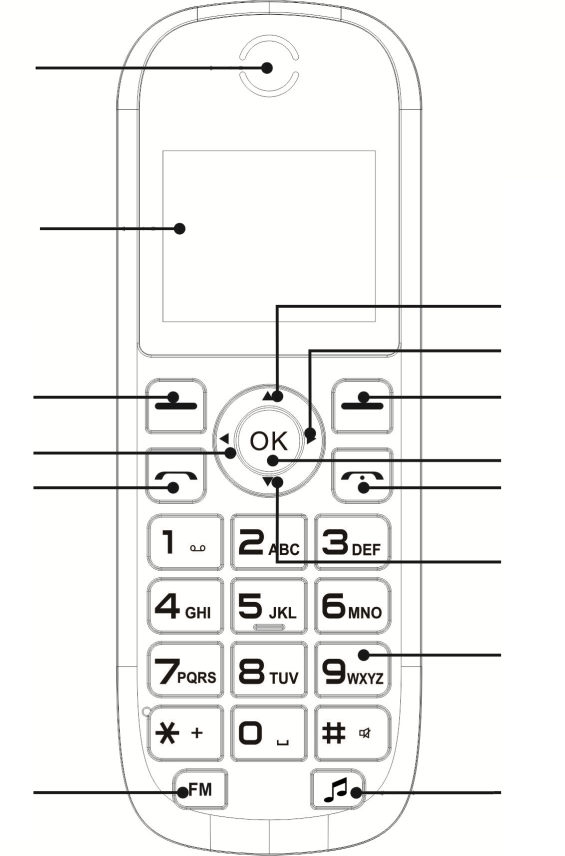 OK
1
2 ABC
3 DEF
4 GHI
5 JKL
6 MNO
7 PQRS
8 TUV
9 WXYZ
* +
0
#
FM